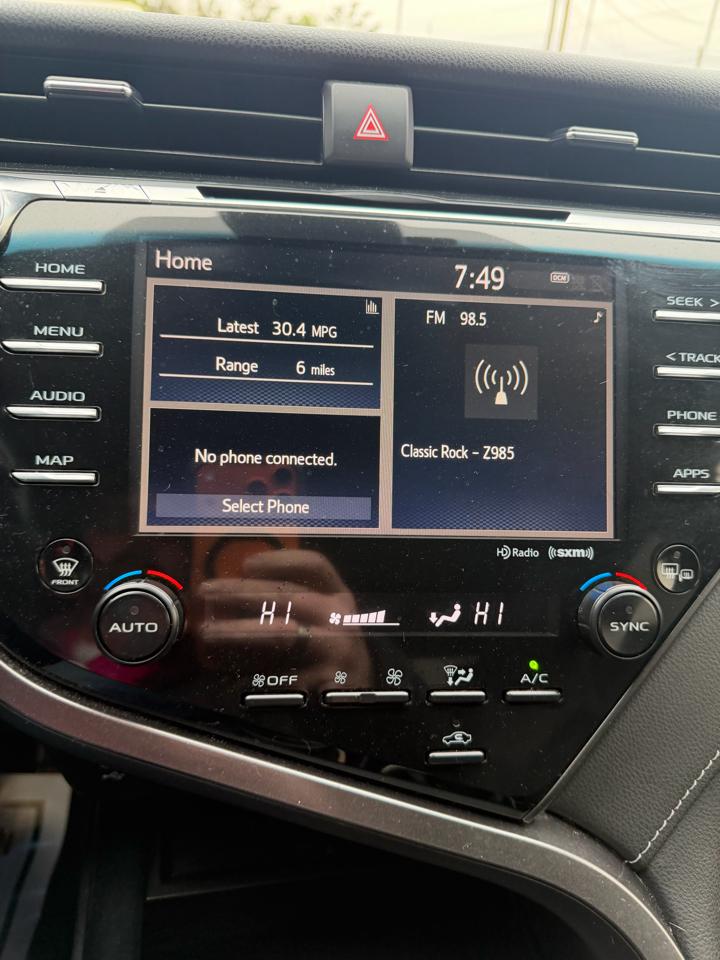 HOME
MENU
AUDIO
MAP
Home
7:49
DCM
Latest 30.4 MPG
Range 6 miles
No phone connected.
Select Phone
FM 98.5
Classic Rock - Z985
SEEK >
< TRACK
PHONE
APPS
HD Radio ((sxm))
FRONT
AUTO
HI
HI
SYNC
OFF
A/C